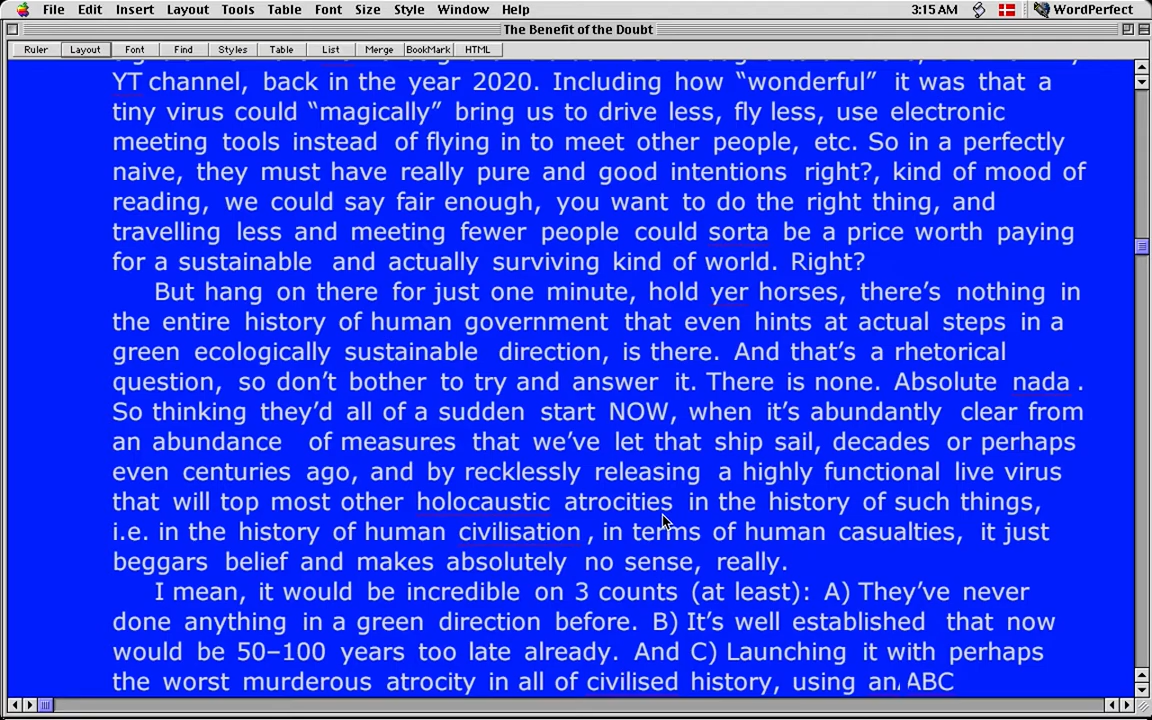 File Edit Insert Layout Tools Table Font Size Style Window Help 3:15 AM WordPerfect
The Benefit of the Doubt
Ruler Layout Font Find Styles Table List Merge BookMark HTML
YT channel, back in the year 2020. Including how “wonderful” it was that a
tiny virus could “magically” bring us to drive less, fly less, use electronic
meeting tools instead of flying in to meet other people, etc. So in a perfectly
naive, they must have really pure and good intentions right?, kind of mood of
reading, we could say fair enough, you want to do the right thing, and
travelling less and meeting fewer people could sorta be a price worth paying
for a sustainable and actually surviving kind of world. Right?
But hang on there for just one minute, hold yer horses, there’s nothing in
the entire history of human government that even hints at actual steps in a
green ecologically sustainable direction, is there. And that’s a rhetorical
question, so don’t bother to try and answer it. There is none. Absolute nada .
So thinking they’d all of a sudden start NOW, when it’s abundantly clear from
an abundance of measures that we’ve let that ship sail, decades or perhaps
even centuries ago, and by recklessly releasing a highly functional live virus
that will top most other holocaustic atrocities in the history of such things,
i.e. in the history of human civilisation , in terms of human casualties, it just
beggars belief and makes absolutely no sense, really.
I mean, it would be incredible on 3 counts (at least): A) They’ve never
done anything in a green direction before. B) It’s well established that now
would be 50–100 years too late already. And C) Launching it with perhaps
the worst murderous atrocity in all of civilised history, using an ABC